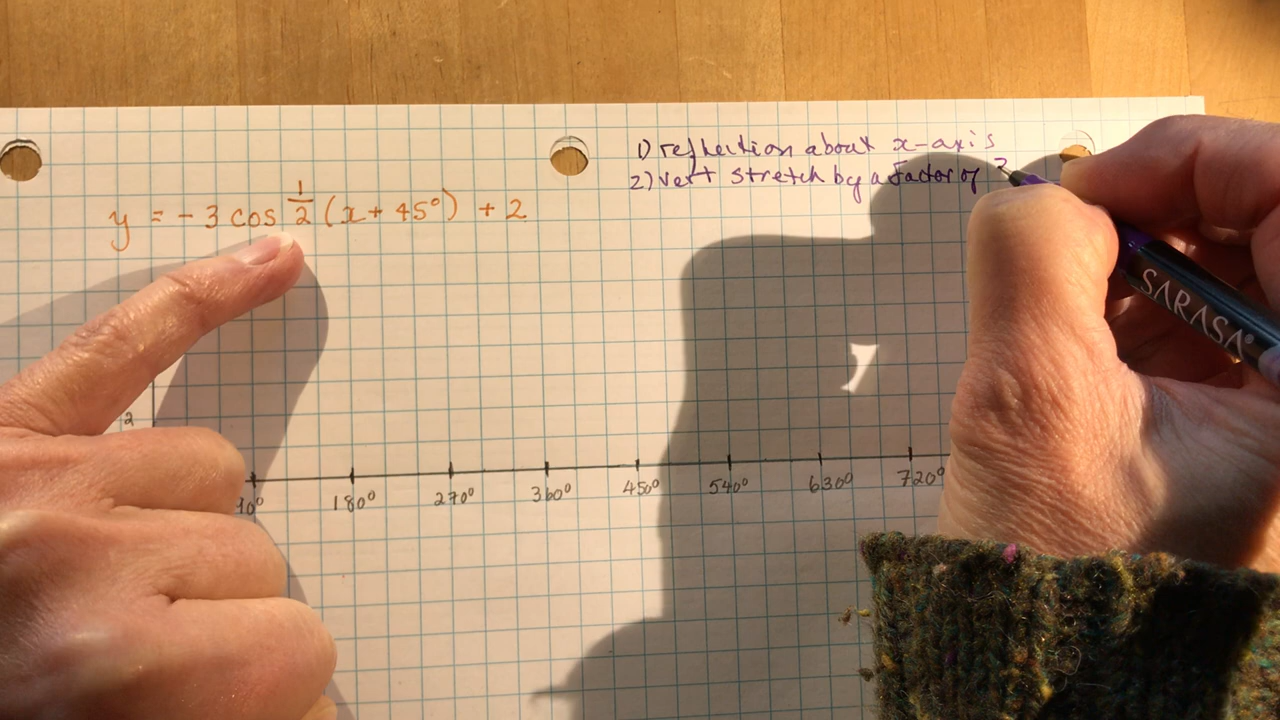 1) reflection about x-axis
2) Vert stretch by a factor of
y = -3 cos 1/2 (x + 45°) + 2
SARASA®
2
180° 270° 360° 450° 540° 630° 720°